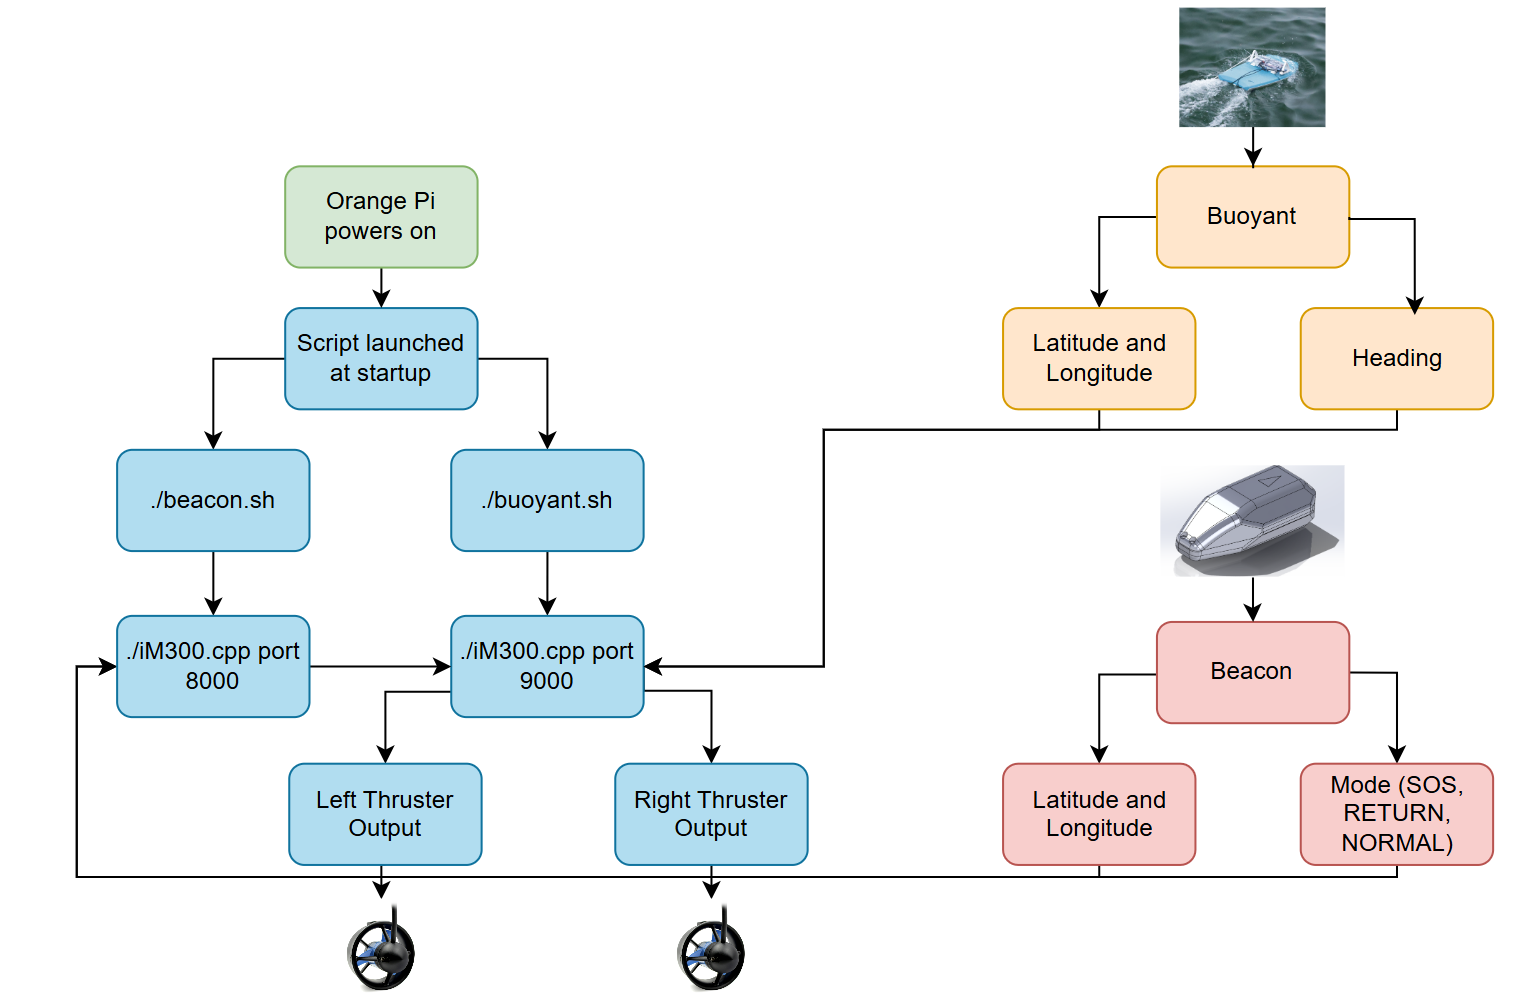 Orange Pi
powers on
Buoyant
Script launched
at startup
Latitude and
Longitude
Heading
./beacon.sh
./buoyant.sh
./iM300.cpp port
8000
./iM300.cpp port
9000
Beacon
Left Thruster
Output
Right Thruster
Output
Latitude and
Longitude
Mode (SOS,
RETURN,
NORMAL)